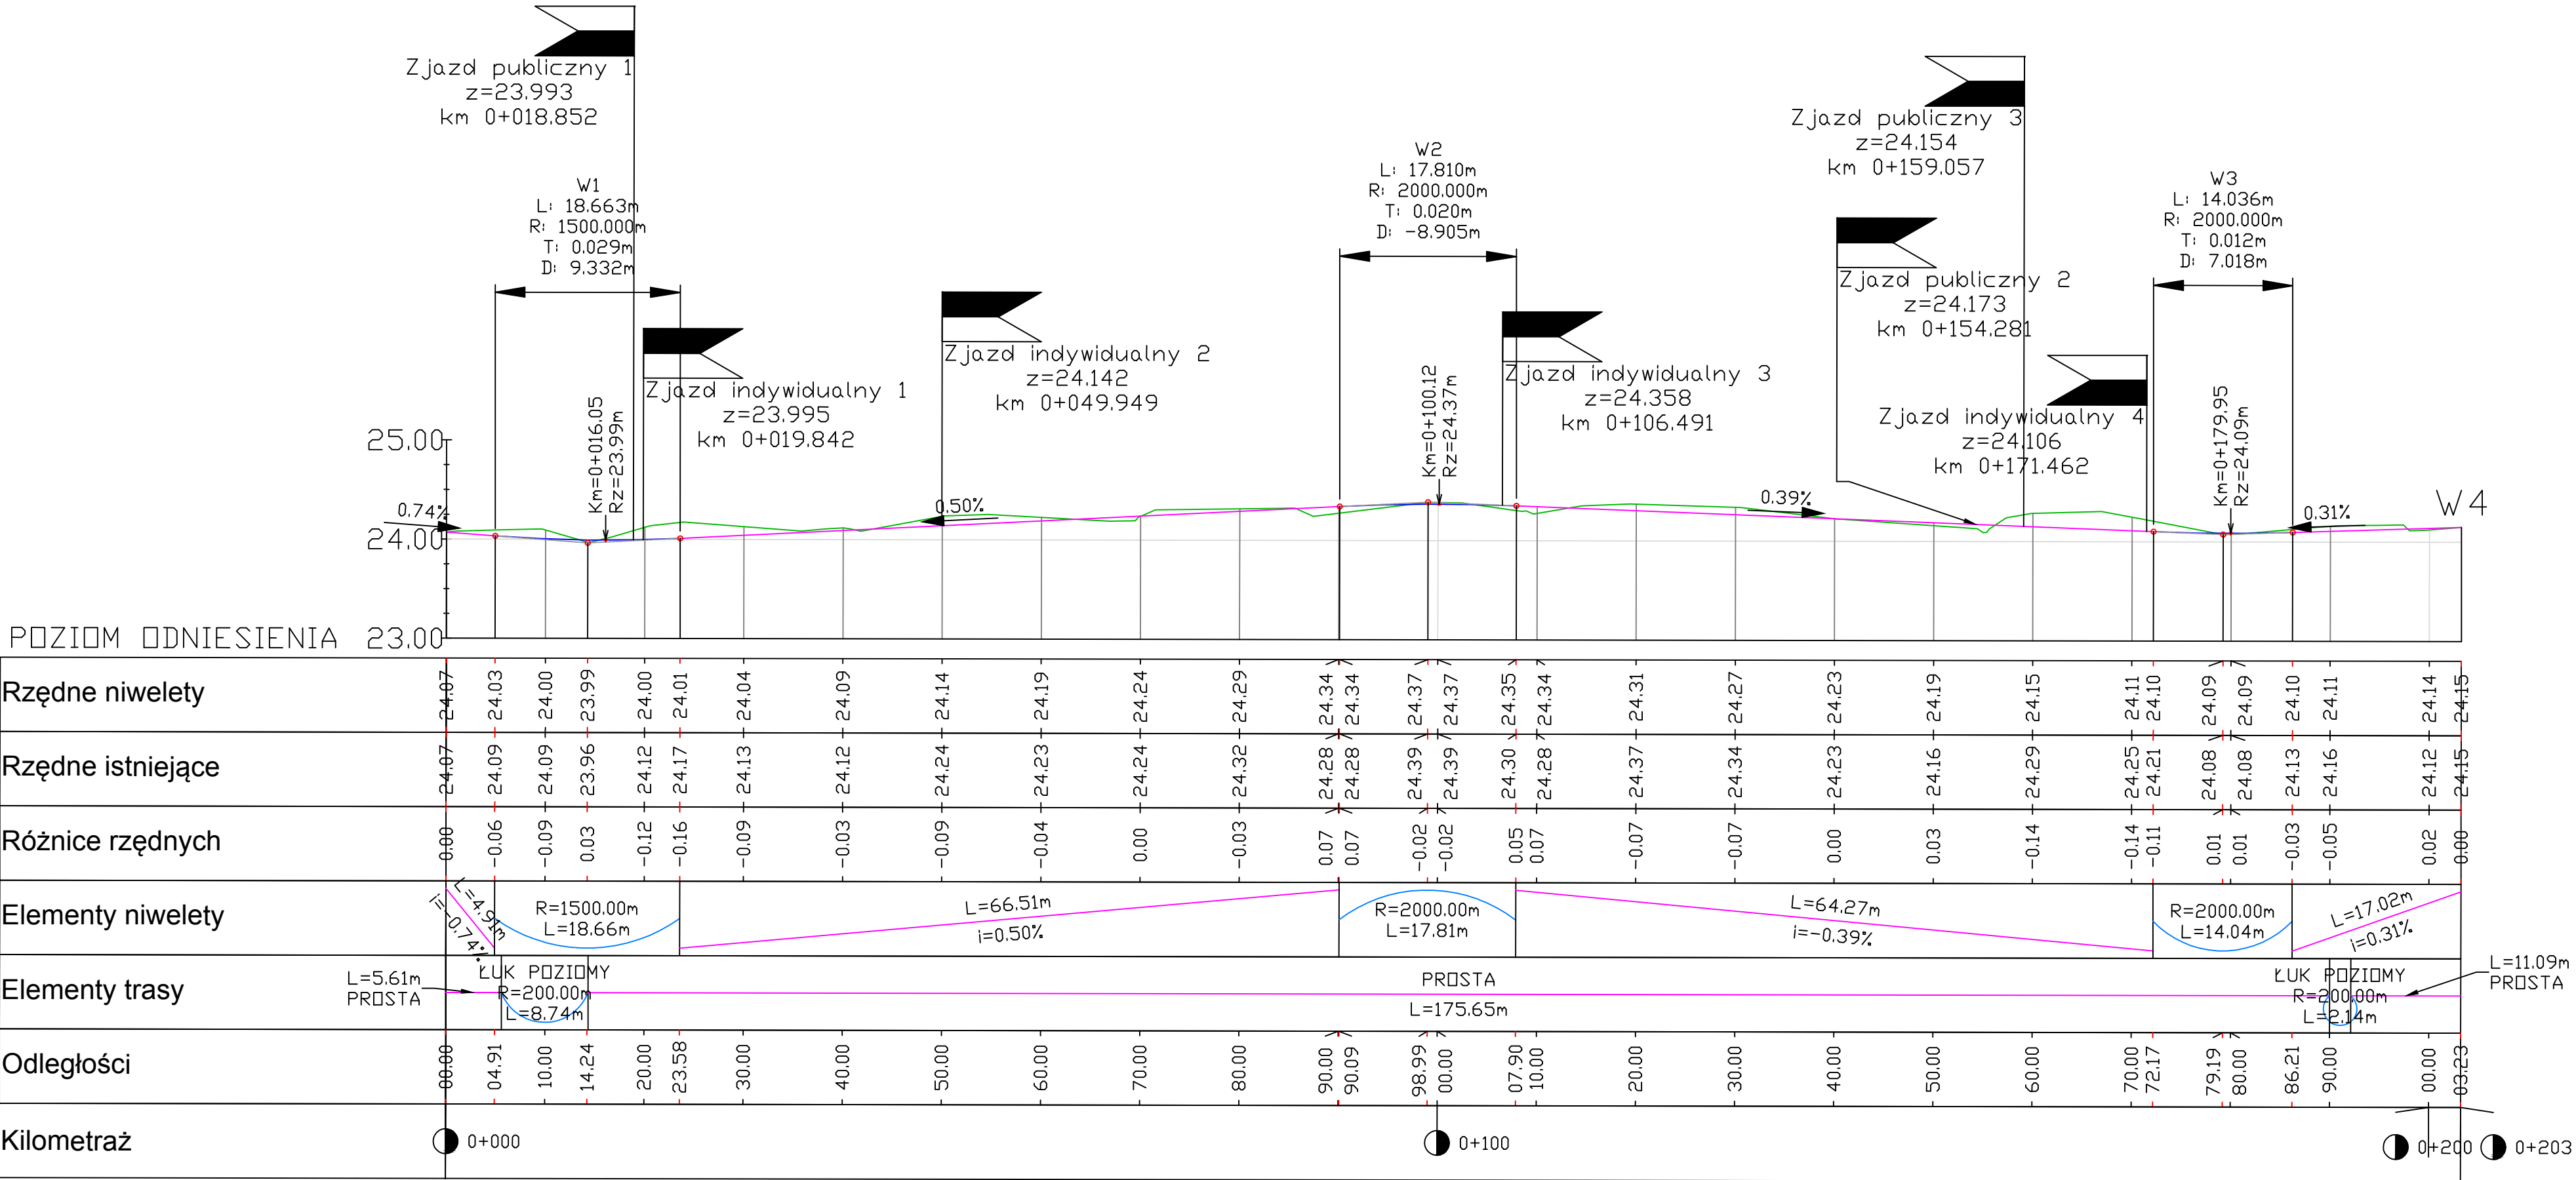 Zjazd publiczny 1
z=23.993
km 0+018.852
Zjazd publiczny 3
z=24.154
km 0+159.057
W1
L: 18.663m
R: 1500.000m
T: 0.029m
D: 9.332m
W2
L: 17.810m
R: 2000.000m
T: 0.020m
D: -8.905m
W3
L: 14.036m
R: 2000.000m
T: 0.012m
D: 7.018m
Zjazd publiczny 2
z=24.173
km 0+154.281
Zjazd indywidualny 1
z=23.995
km 0+019.842
Zjazd indywidualny 2
z=24.142
km 0+049.949
Zjazd indywidualny 3
z=24.358
km 0+106.491
Zjazd indywidualny 4
z=24.106
km 0+171.462
Km=0+016.05
Rz=23.99m
Km=0+100.12
Rz=24.37m
Km=0+179.95
Rz=24.09m
25.00
0.74%
0.50%
0.39%
0.31%
W4
24.00
POZIOM ODNIESIENIA 23.00
Rzędne niwelety
24.07 24.03 24.00 23.99 24.00 24.01 24.04 24.09 24.14 24.19 24.24 24.29 24.34 24.34 24.37 24.37 24.35 24.34 24.31 24.27 24.23 24.19 24.15 24.11 24.10 24.09 24.09 24.10 24.11 24.14 24.15
Rzędne istniejące
24.07 24.09 24.09 23.96 24.12 24.17 24.13 24.12 24.24 24.23 24.24 24.32 24.28 24.28 24.39 24.39 24.30 24.28 24.37 24.34 24.23 24.16 24.29 24.25 24.21 24.08 24.08 24.13 24.16 24.12 24.15
Różnice rzędnych
0.00 -0.06 -0.09 0.03 -0.12 -0.16 -0.09 -0.03 -0.09 -0.04 0.00 -0.03 0.07 0.07 -0.02 -0.02 0.05 0.07 -0.07 -0.07 0.00 0.03 -0.14 -0.14 -0.11 0.01 0.01 -0.03 -0.05 0.02 0.00
Elementy niwelety
L=4.91m
i=-0.74%
R=1500.00m
L=18.66m
L=66.51m
i=0.50%
R=2000.00m
L=17.81m
L=64.27m
i=-0.39%
R=2000.00m
L=14.04m
L=17.02m
i=0.31%
Elementy trasy
L=5.61m
PROSTA
ŁUK POZIOMY
R=200.00m
L=8.74m
PROSTA
L=175.65m
ŁUK POZIOMY
R=200.00m
L=2.14m
L=11.09m
PROSTA
Odległości
00.00 04.91 10.00 14.24 20.00 23.58 30.00 40.00 50.00 60.00 70.00 80.00 90.00 90.09 98.99 00.00 07.90 10.00 20.00 30.00 40.00 50.00 60.00 70.00 72.17 79.19 80.00 86.21 90.00 00.00 03.23
Kilometraż
0+000
0+100
0+200
0+203